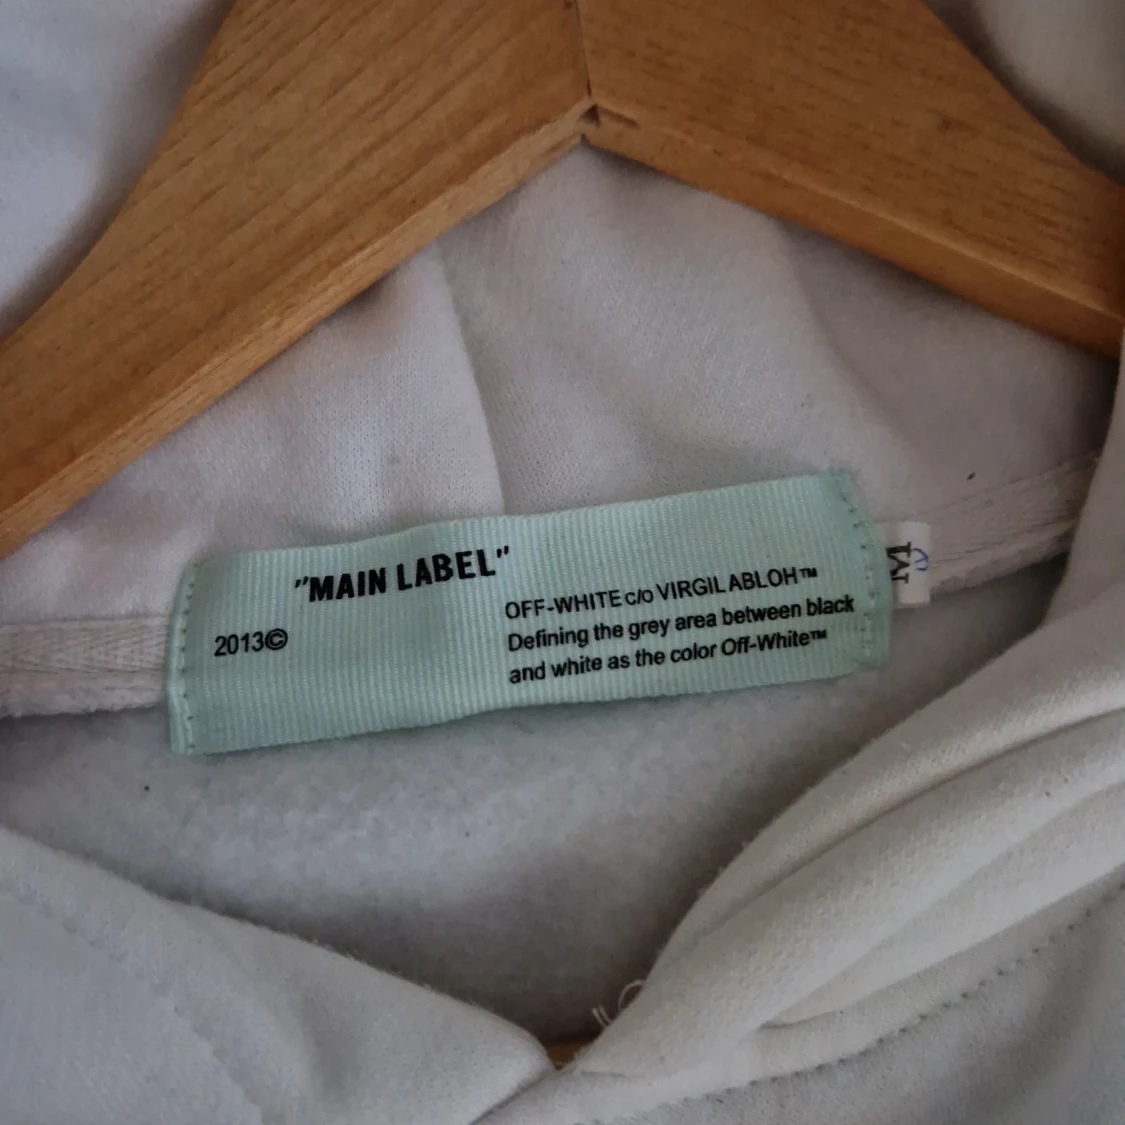 "MAIN LABEL"
2013©
OFF-WHITE c/o VIRGIL ABLOH™
Defining the grey area between black
and white as the color Off-White™
M